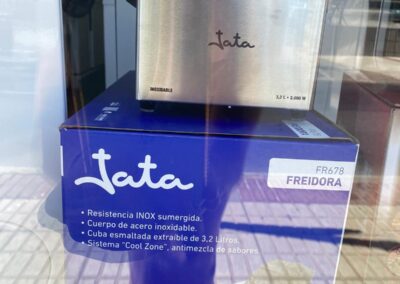 Jata
INOXIDABLE
3,2 L • 2.000 W
Jata
FR678
FREIDORA
• Resistencia INOX sumergida.
• Cuerpo de acero inoxidable.
• Cuba esmaltada extraíble de 3,2 Litros.
• Sistema "Cool Zone", antimezcla de sabores